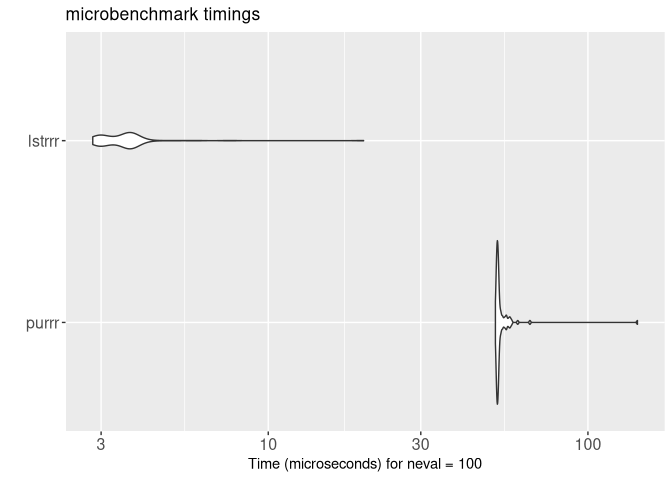 microbenchmark timings
lstrrr
purrr
3 10 30 100
Time (microseconds) for neval = 100